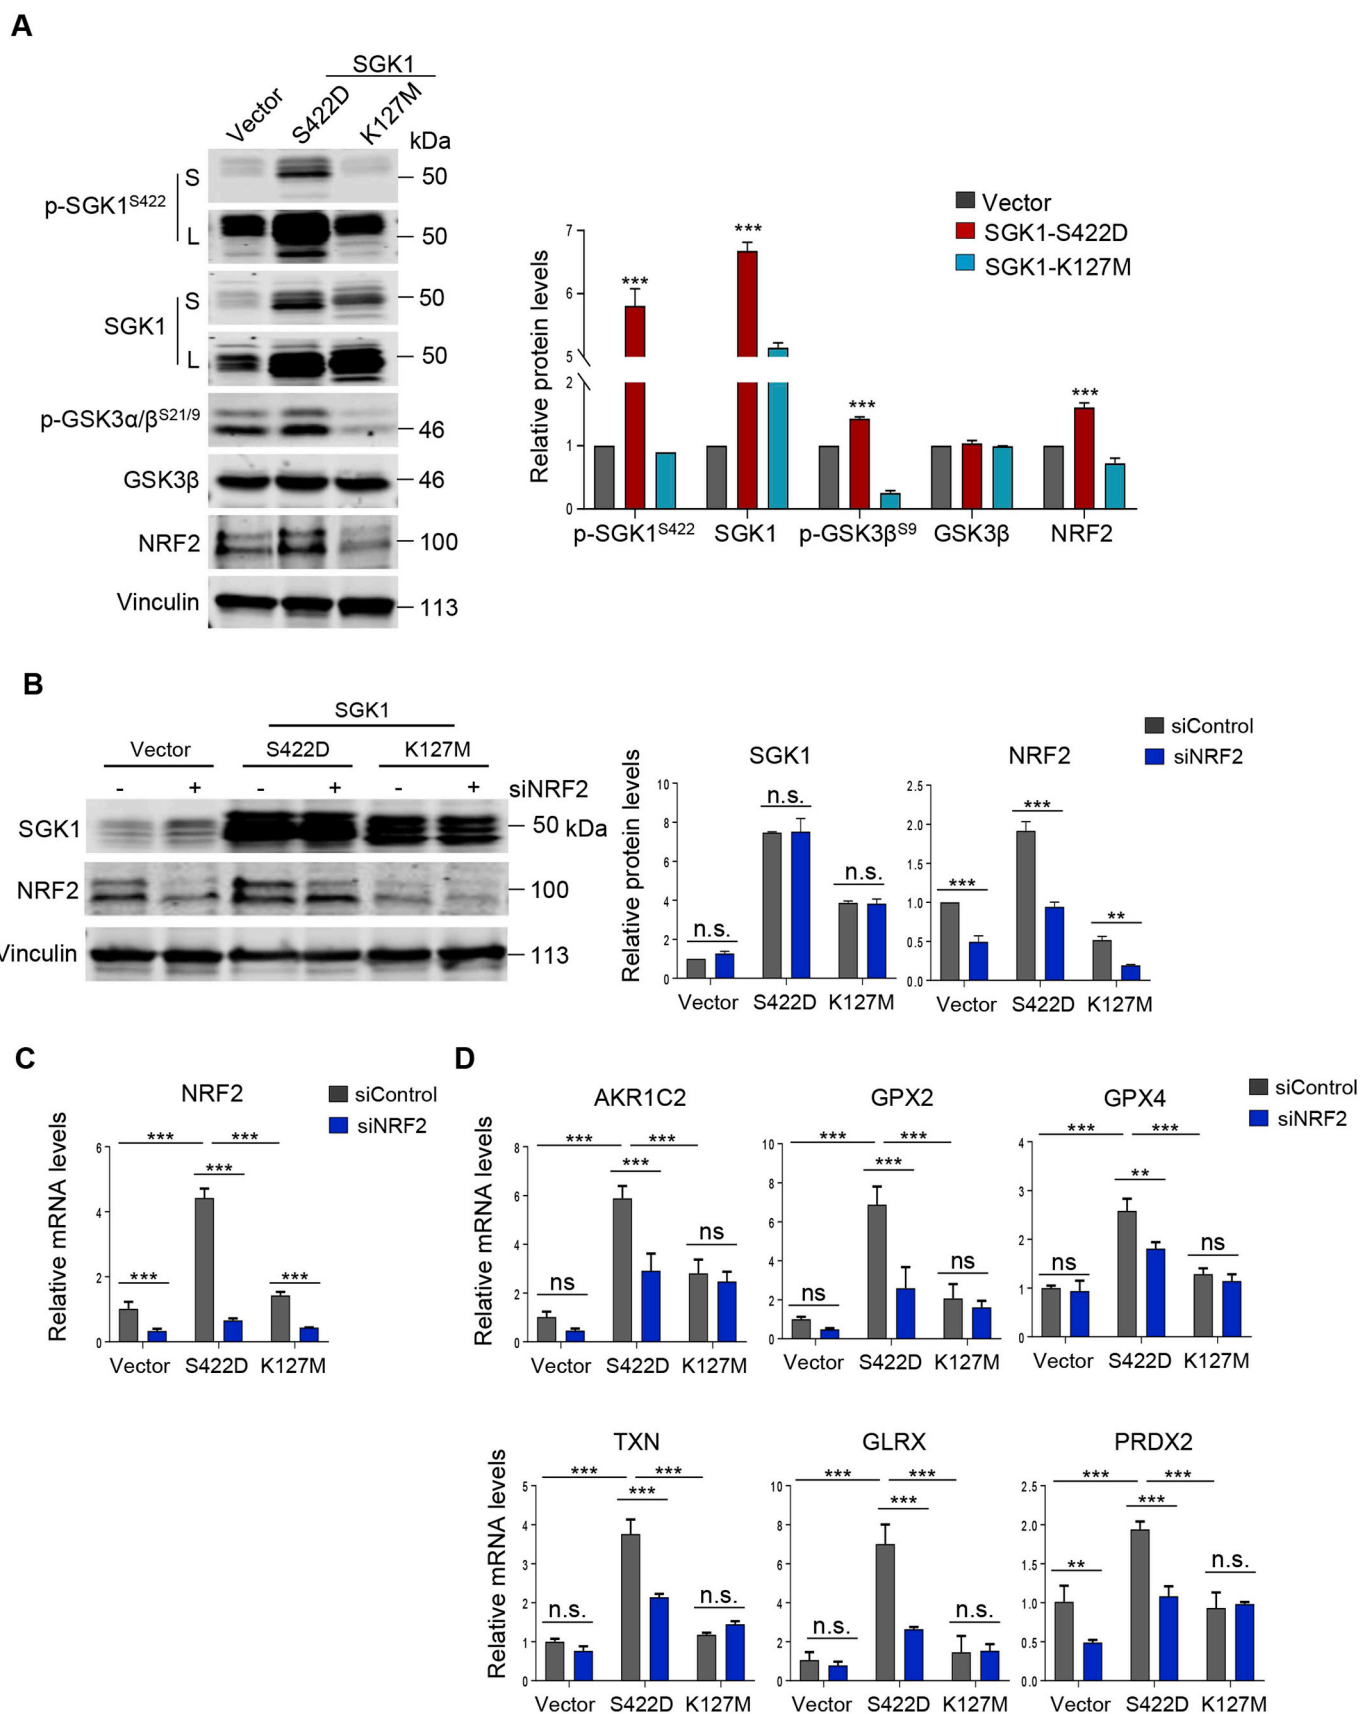 A
SGK1
Vector
S422D
K127M
kDa
p-SGK1S422
S
50
L
50
SGK1
S
50
L
50
p-GSK3α/βS21/9
46
GSK3β
46
NRF2
100
Vinculin
113
Vector
SGK1-S422D
SGK1-K127M
Relative protein levels
7
6
5
2
1
0
***
***
***
***
p-SGK1S422 SGK1 p-GSK3βS9 GSK3β NRF2
B
SGK1
Vector S422D K127M
- + - + - + siNRF2
SGK1
50 kDa
NRF2
100
Vinculin
113
siControl
siNRF2
SGK1
Relative protein levels
10
8
6
4
2
0
n.s.
n.s.
n.s.
Vector S422D K127M
NRF2
2.5
2.0
1.5
1.0
0.5
0.0
***
***
**
Vector S422D K127M
C
NRF2
siControl
siNRF2
Relative mRNA levels
6
4
2
0
*** ***
***
***
***
Vector S422D K127M
D
siControl
siNRF2
AKR1C2
Relative mRNA levels
8
6
4
2
0
*** ***
***
ns
ns
Vector S422D K127M
GPX2
10
8
6
4
2
0
*** ***
***
ns
ns
Vector S422D K127M
GPX4
4
3
2
1
0
*** ***
**
ns
ns
Vector S422D K127M
TXN
Relative mRNA levels
5
4
3
2
1
0
*** ***
***
n.s.
n.s.
Vector S422D K127M
GLRX
10
8
6
4
2
0
*** ***
***
n.s.
n.s.
Vector S422D K127M
PRDX2
2.5
2.0
1.5
1.0
0.5
0.0
*** ***
***
**
n.s.
Vector S422D K127M